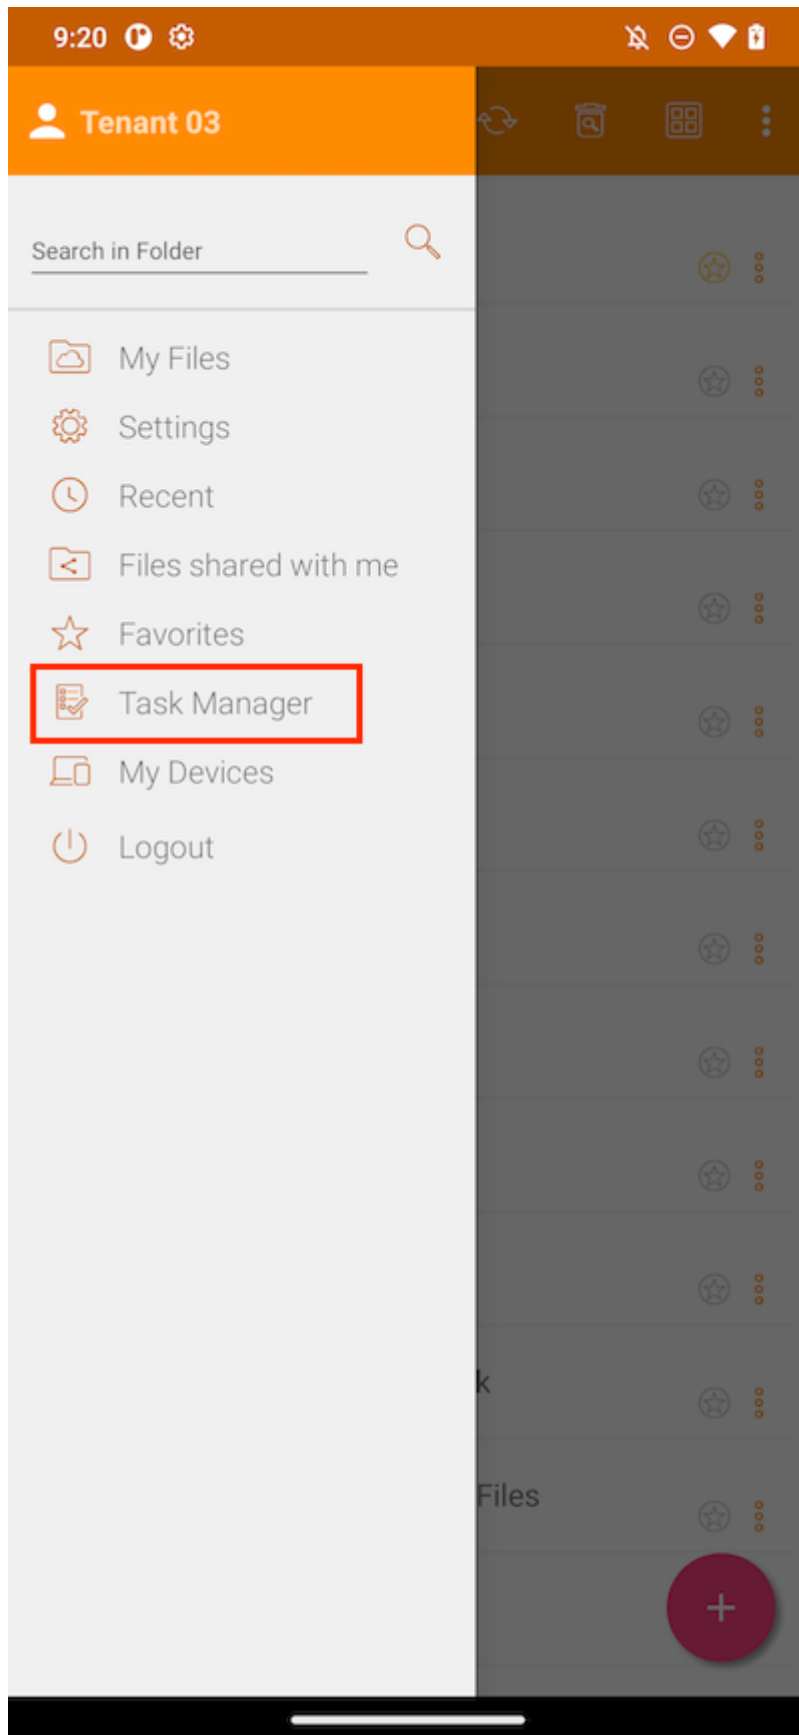 9:20
Tenant 03
Search in Folder
My Files
Settings
Recent
Files shared with me
Favorites
Task Manager
My Devices
Logout
k
Files